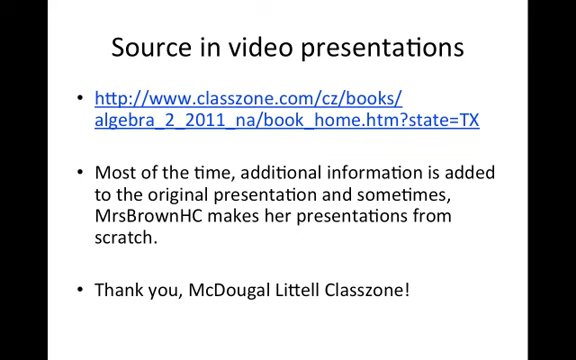 Source in video presentations
• http://www.classzone.com/cz/books/
algebra_2_2011_na/book_home.htm?state=TX
• Most of the time, additional information is added
to the original presentation and sometimes,
MrsBrownHC makes her presentations from
scratch.
• Thank you, McDougal Littell Classzone!